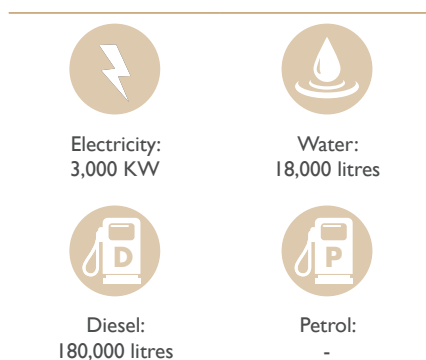 Electricity:
3,000 KW
Water:
18,000 litres
D
P
Diesel:
180,000 litres
Petrol:
-